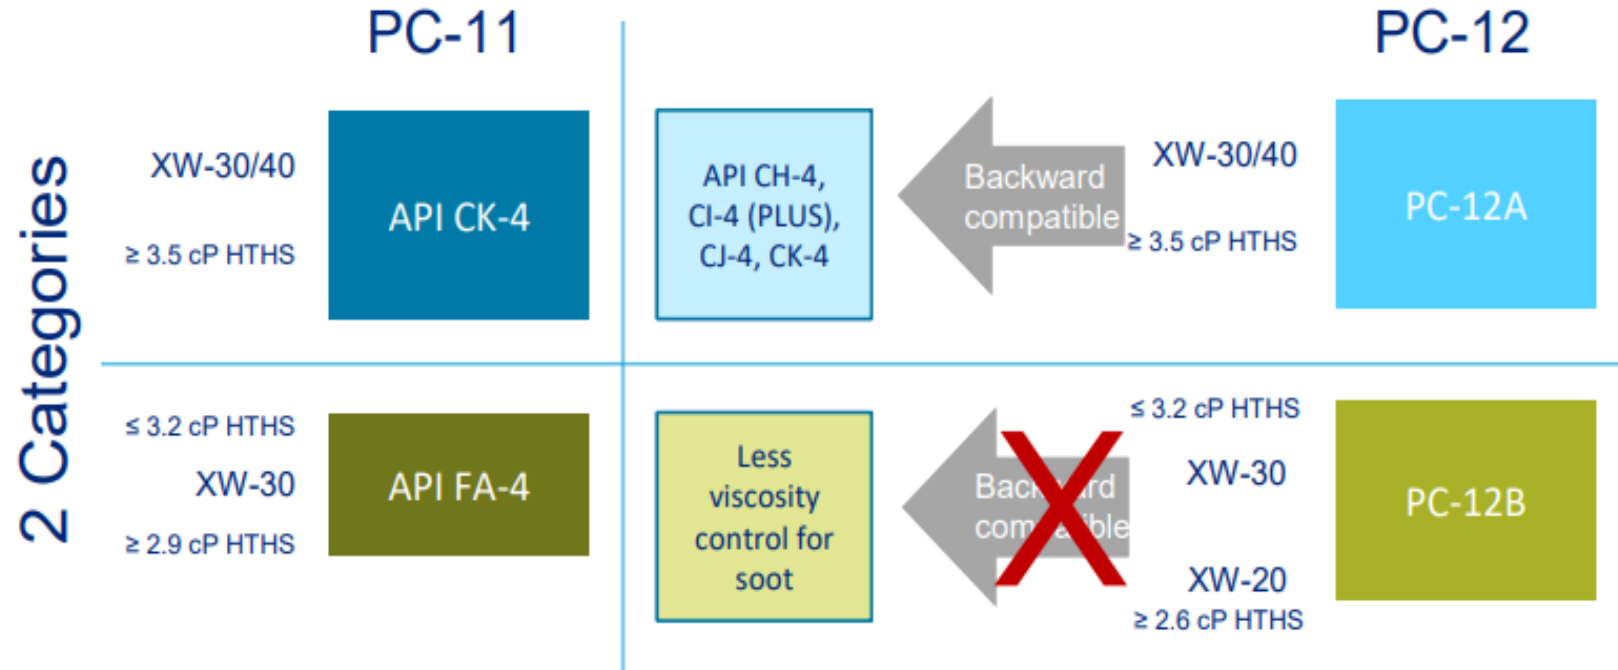 PC-11
PC-12
2 Categories
XW-30/40
≥ 3.5 cP HTHS
API CK-4
API CH-4,
CI-4 (PLUS),
CJ-4, CK-4
Backward
compatible
XW-30/40
≥ 3.5 cP HTHS
PC-12A
≤ 3.2 cP HTHS
XW-30
≥ 2.9 cP HTHS
API FA-4
Less
viscosity
control for
soot
Backward
compatible
≤ 3.2 cP HTHS
XW-30
XW-20
≥ 2.6 cP HTHS
PC-12B